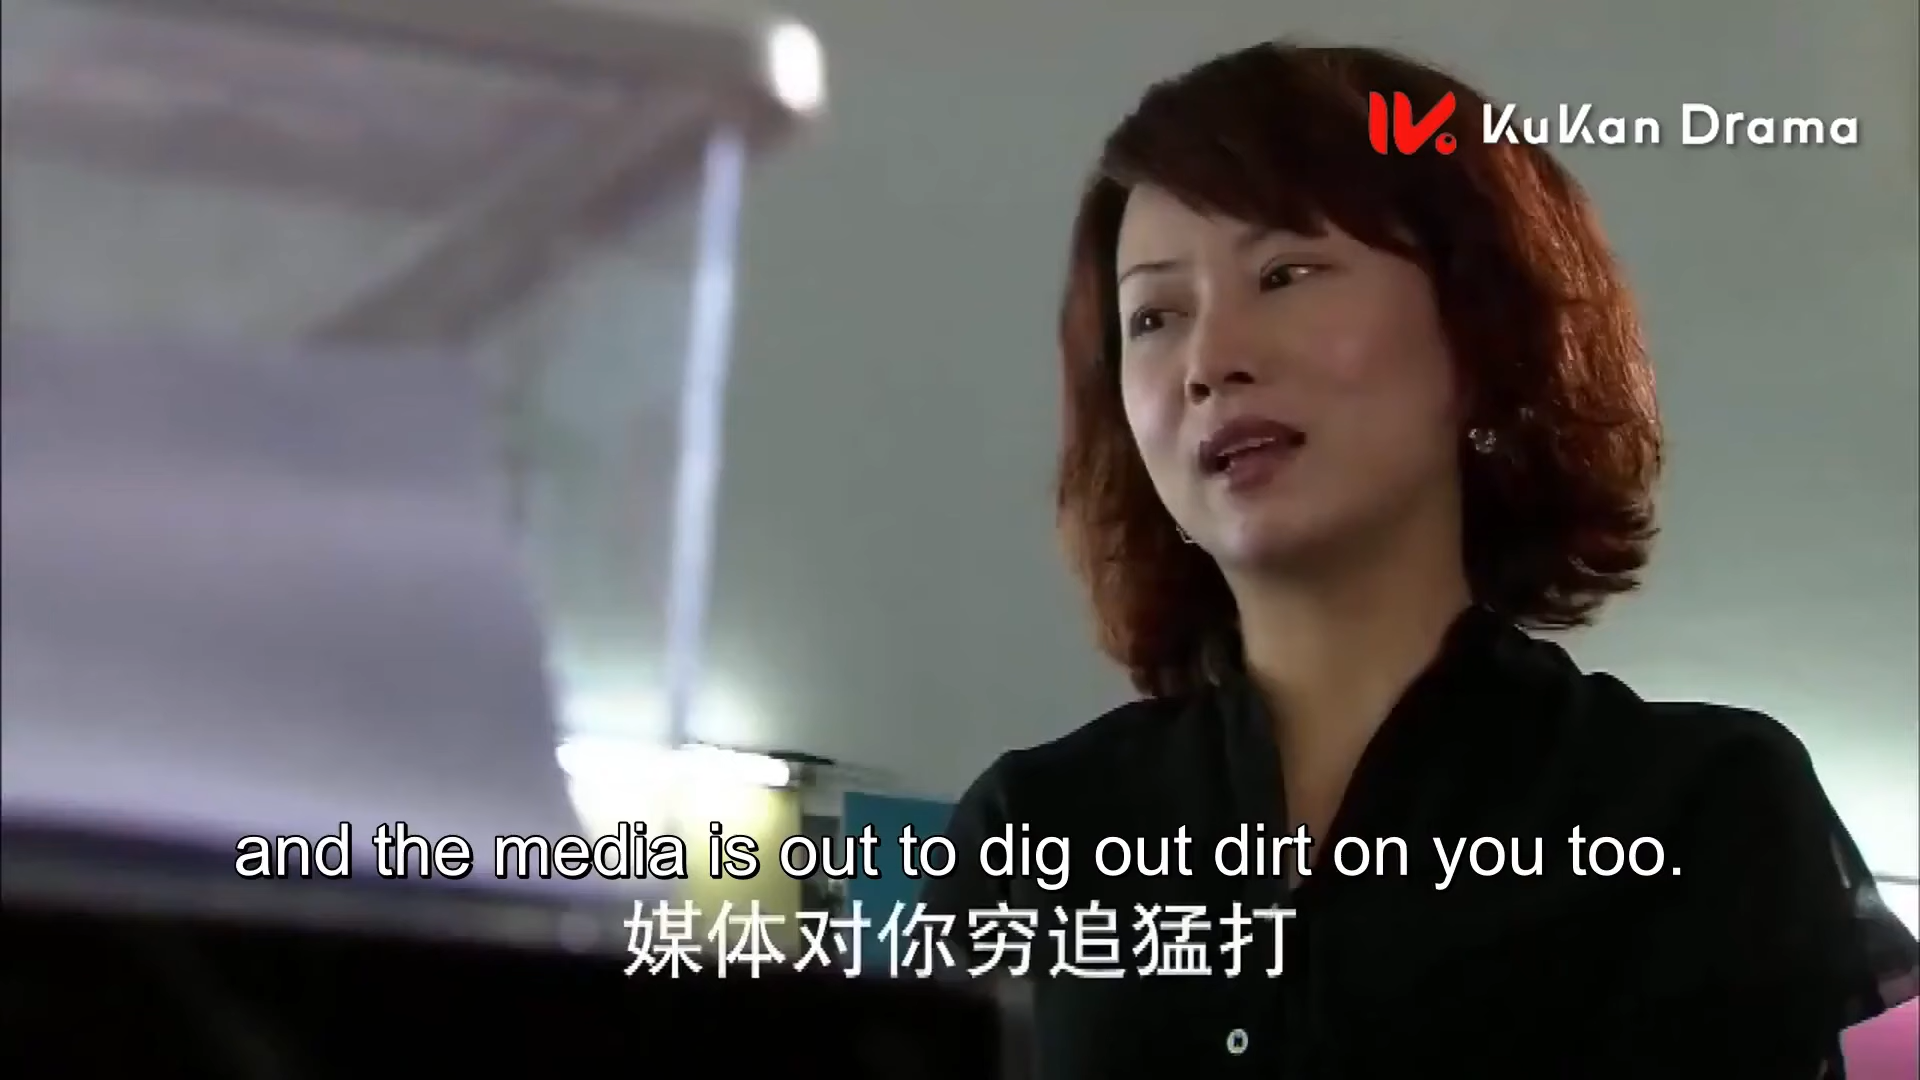 KuKan Drama
and the media is out to dig out dirt on you too.
媒体对你穷追猛打